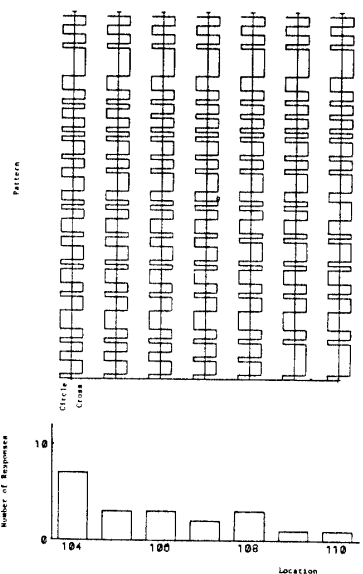 Pattern
Circle
Cross
Number of Responses
10
0
104 106 108 110
Location